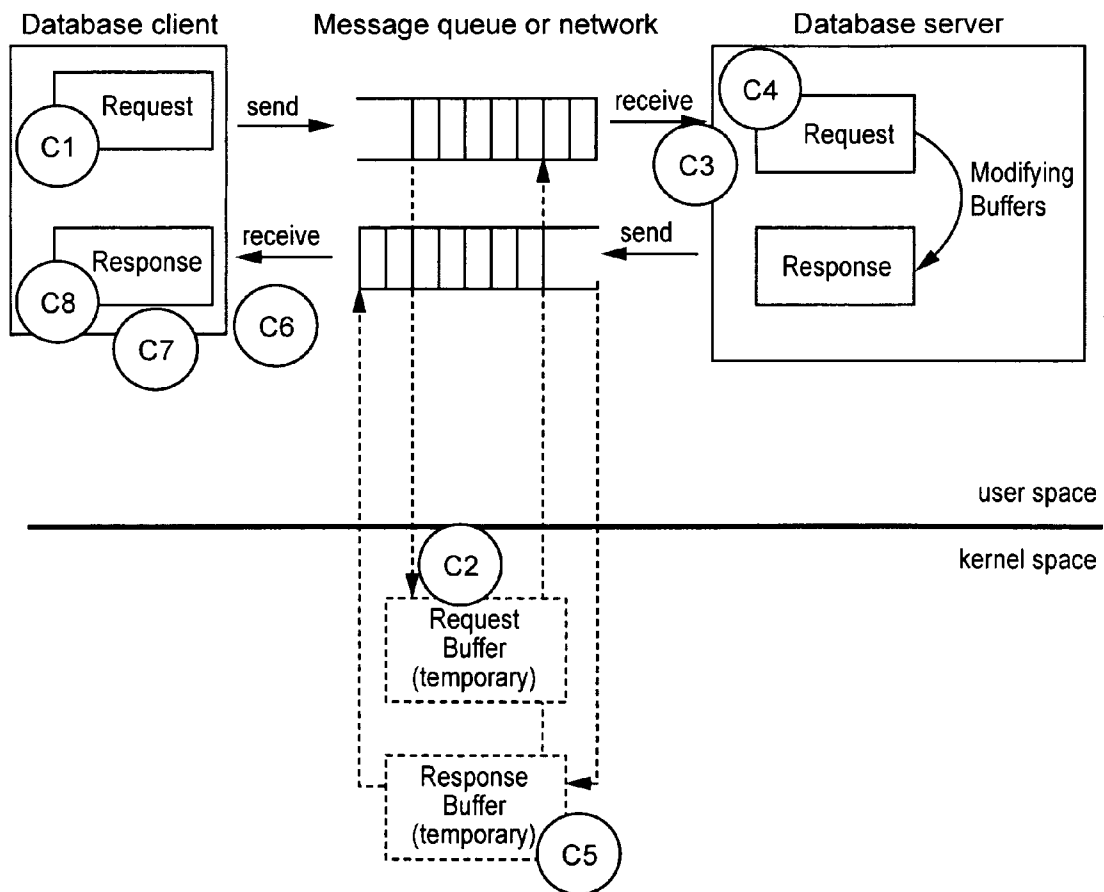 Database client
Message queue or network
Database server
Request
send
receive
C4
Request
C1
C3
Modifying
Buffers
Response
receive
send
Response
C8
C6
C7
user space
kernel space
C2
Request
Buffer
(temporary)
Response
Buffer
(temporary)
C5